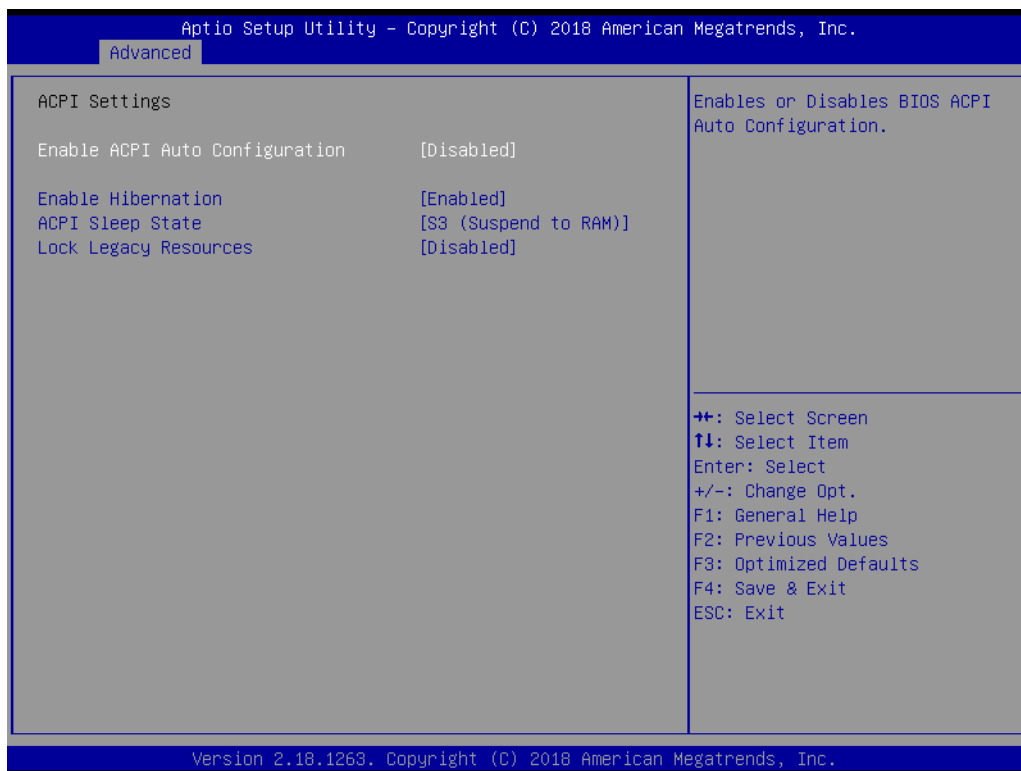 Aptio Setup Utility – Copyright (C) 2018 American Megatrends, Inc.
Advanced
ACPI Settings
Enable ACPI Auto Configuration [Disabled]
Enable Hibernation [Enabled]
ACPI Sleep State [S3 (Suspend to RAM)]
Lock Legacy Resources [Disabled]
Enables or Disables BIOS ACPI
Auto Configuration.
→←: Select Screen
↑↓: Select Item
Enter: Select
+/-: Change Opt.
F1: General Help
F2: Previous Values
F3: Optimized Defaults
F4: Save & Exit
ESC: Exit
Version 2.18.1263. Copyright (C) 2018 American Megatrends, Inc.